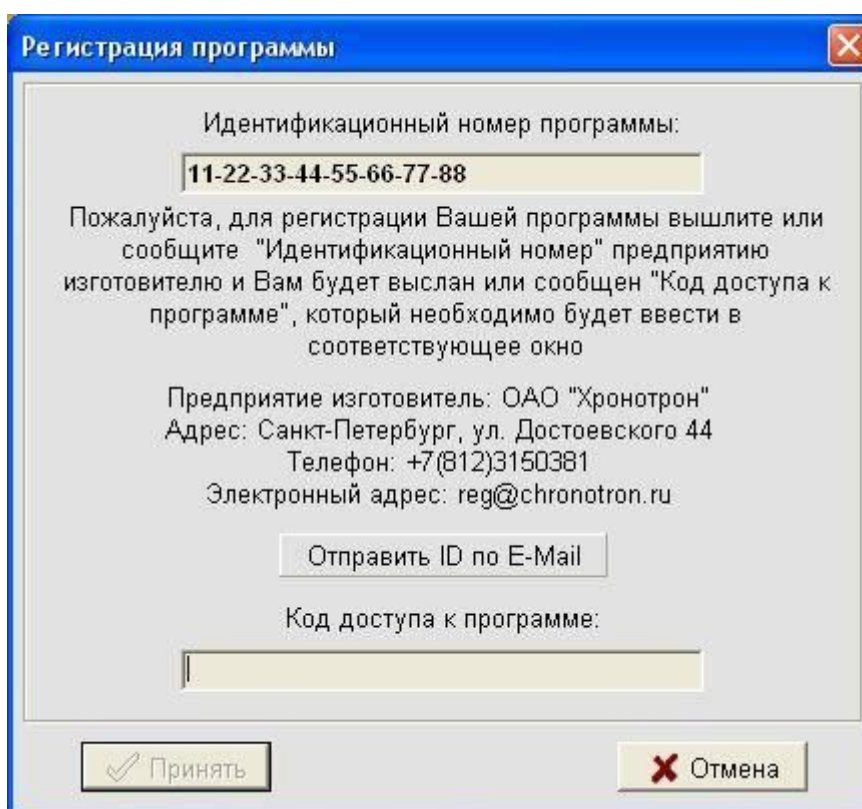 Регистрация программы
Идентификационный номер программы:
11-22-33-44-55-66-77-88
Пожалуйста, для регистрации Вашей программы вышлите или
сообщите "Идентификационный номер" предприятию
изготовителю и Вам будет выслан или сообщен "Код доступа к
программе", который необходимо будет ввести в
соответствующее окно
Предприятие изготовитель: ОАО "Хронотрон"
Адрес: Санкт-Петербург, ул. Достоевского 44
Телефон: +7(812)3150381
Электронный адрес: reg@chronotron.ru
Отправить ID по E-Mail
Код доступа к программе:
Принять
Отмена